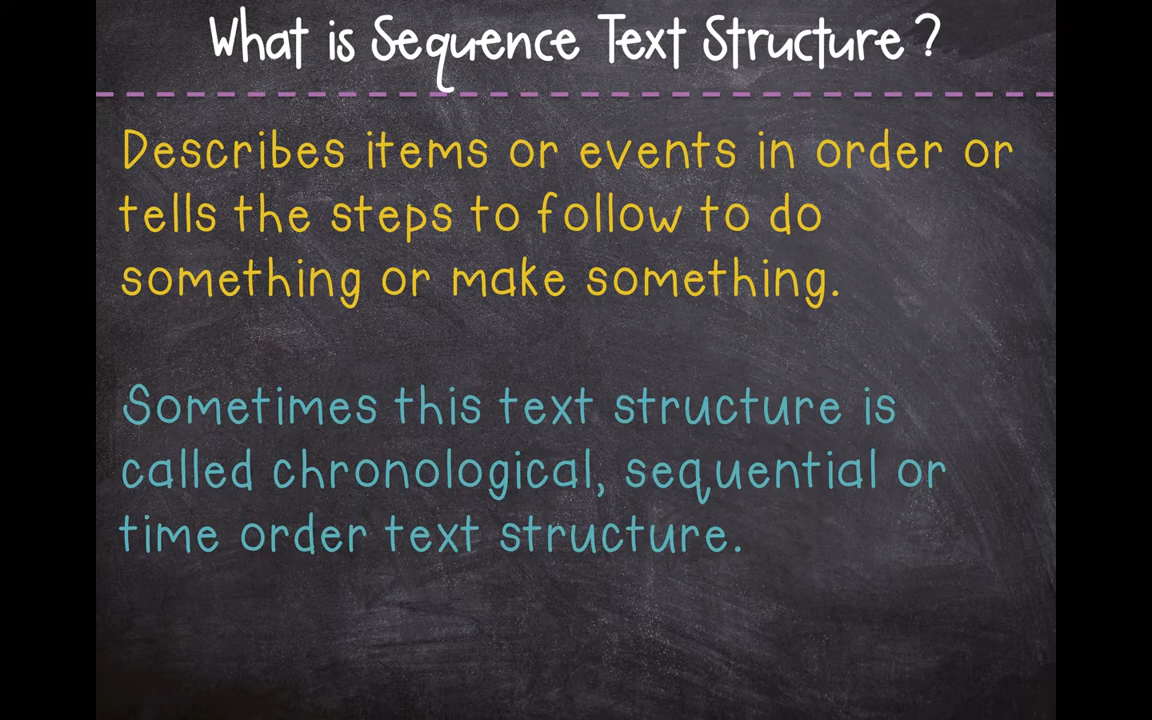 What is Sequence Text Structure?
Describes items or events in order or
tells the steps to follow to do
something or make something.
Sometimes this text structure is
called chronological, sequential or
time order text structure.